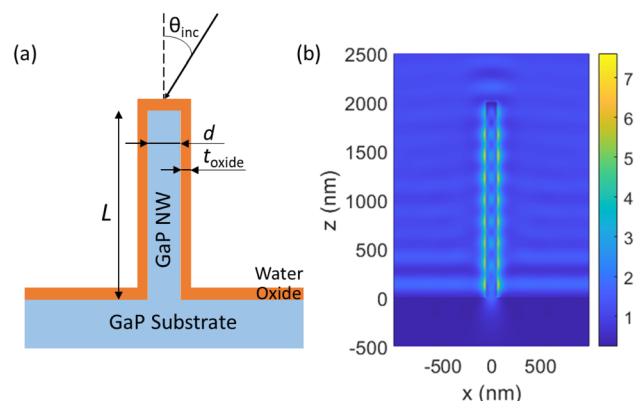 (a)
θinc
L
d
toxide
GaP NW
Water
Oxide
GaP Substrate
(b)
2500
2000
1500
1000
500
0
-500
z (nm)
-500 0 500
x (nm)
7
6
5
4
3
2
1